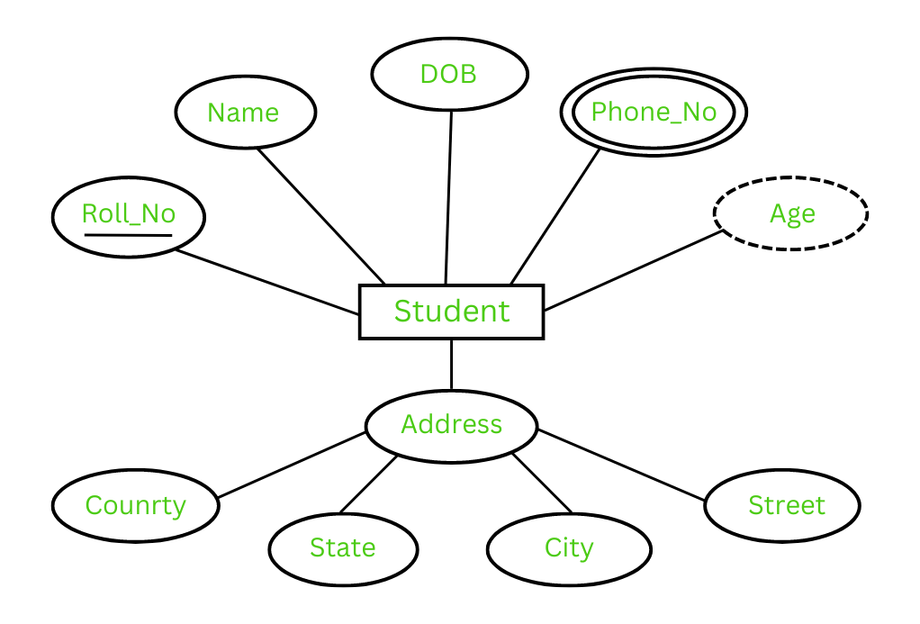 DOB
Name
Phone_No
Roll_No
Age
Student
Address
Counrty
Street
State
City